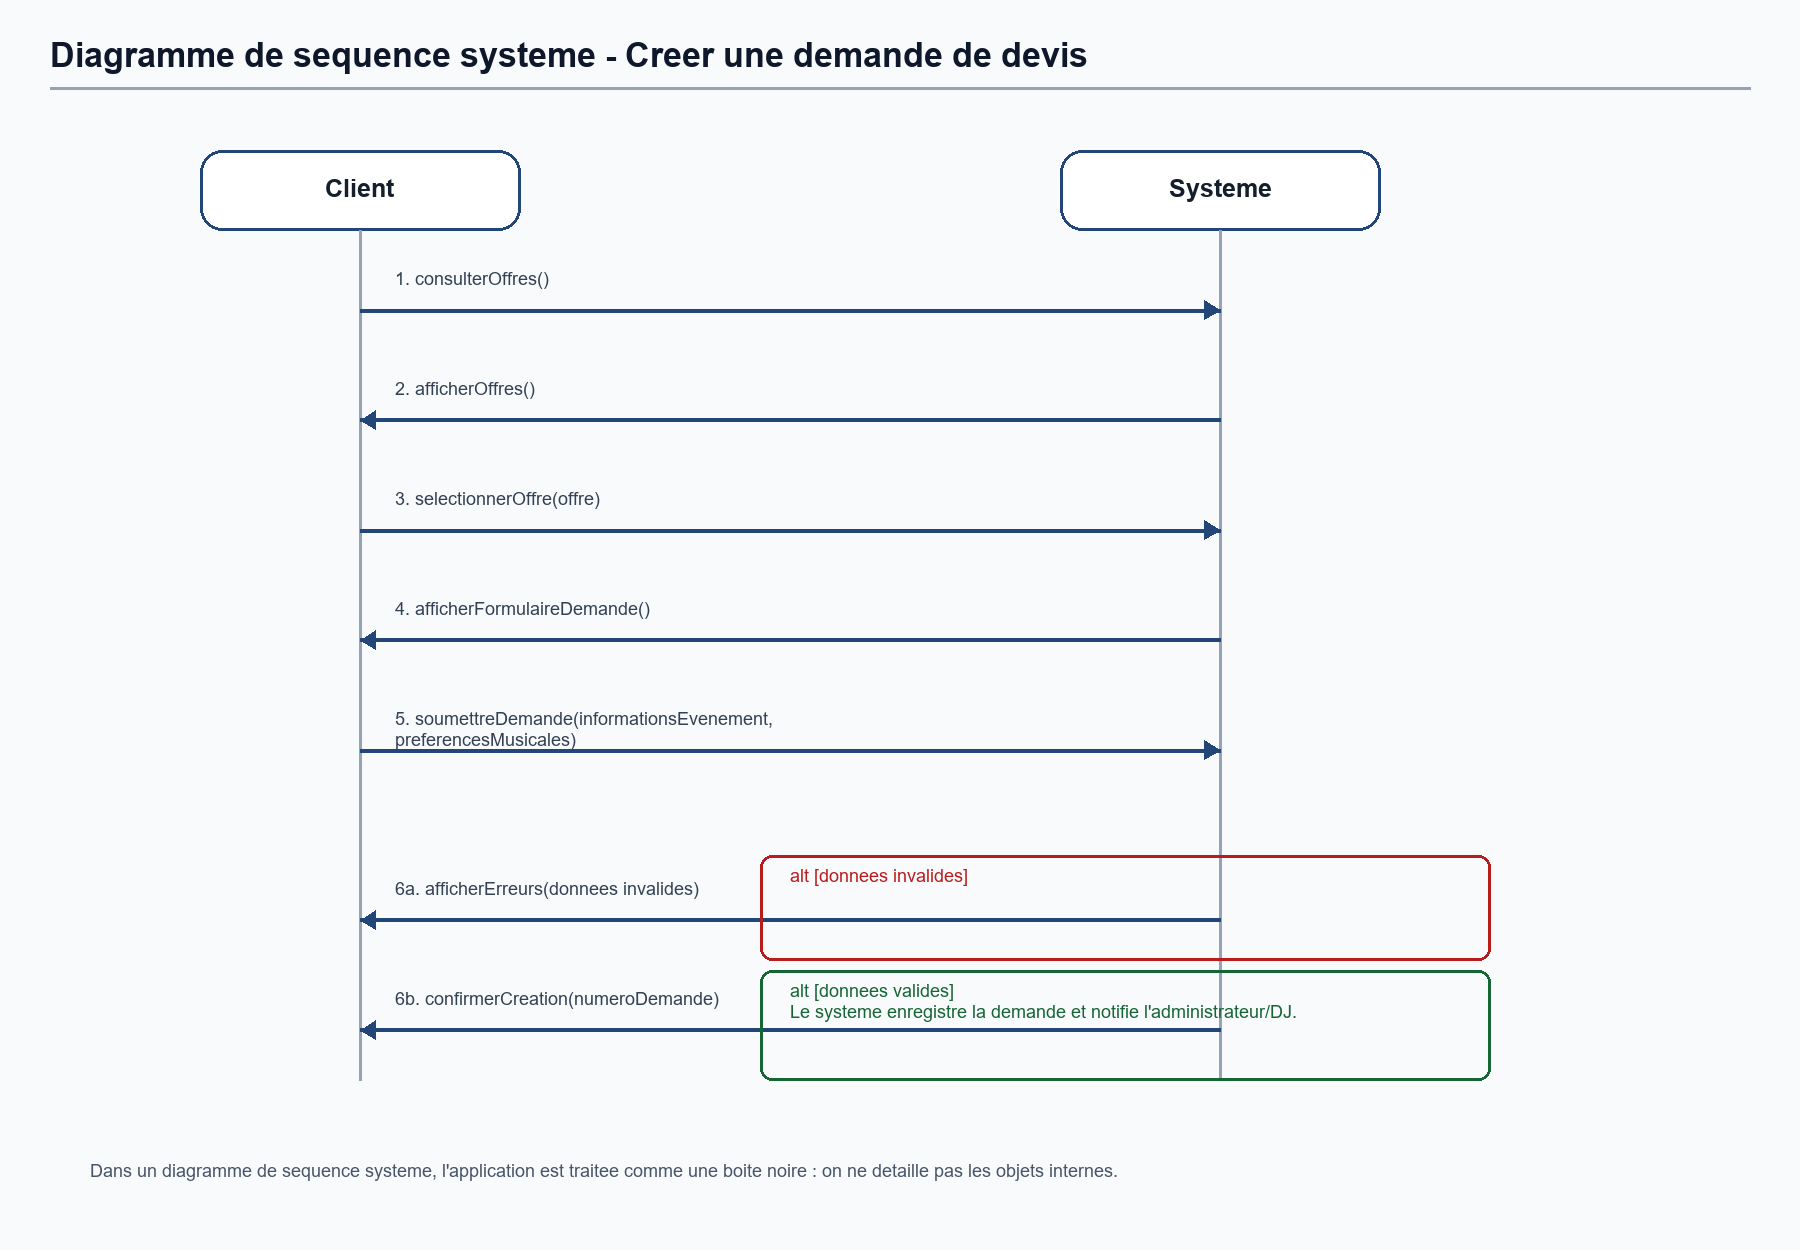 Diagramme de sequence systeme - Creer une demande de devis
Client
Systeme
1. consulterOffres()
2. afficherOffres()
3. selectionnerOffre(offre)
4. afficherFormulaireDemande()
5. soumettreDemande(informationsEvenement,
preferencesMusicales)
alt [donnees invalides]
6a. afficherErreurs(donnees invalides)
alt [donnees valides]
6b. confirmerCreation(numeroDemande)
Le systeme enregistre la demande et notifie l'administrateur/DJ.
Dans un diagramme de sequence systeme, l'application est traitee comme une boite noire : on ne detaille pas les objets internes.